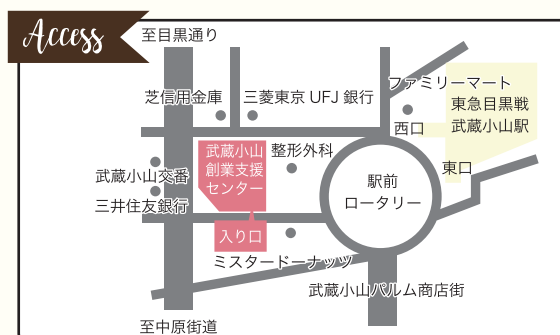 Access
至目黒通り
芝信用金庫
三菱東京 UFJ 銀行
ファミリーマート
東急目黒戦
武蔵小山駅
西口
武蔵小山交番
武蔵小山
創業支援
センター
整形外科
駅前
ロータリー
東口
三井住友銀行
入り口
ミスタードーナッツ
武蔵小山パルム商店街
至中原街道